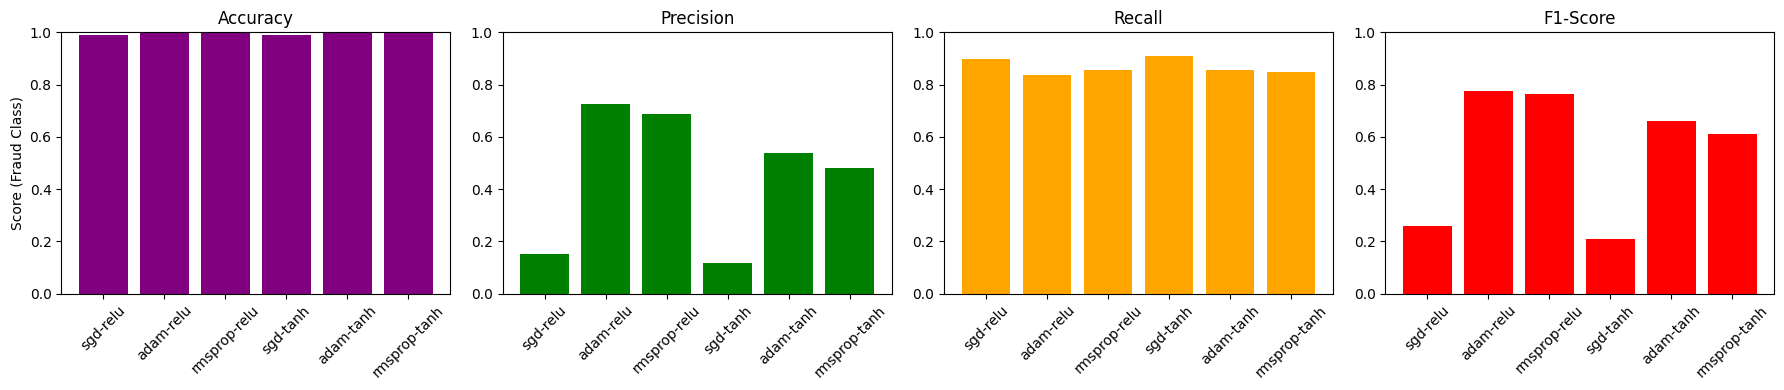 Accuracy
Score (Fraud Class)
1.0
0.8
0.6
0.4
0.2
0.0
sgd-relu
adam-relu
rmsprop-relu
sgd-tanh
adam-tanh
rmsprop-tanh
Precision
1.0
0.8
0.6
0.4
0.2
0.0
sgd-relu
adam-relu
rmsprop-relu
sgd-tanh
adam-tanh
rmsprop-tanh
Recall
1.0
0.8
0.6
0.4
0.2
0.0
sgd-relu
adam-relu
rmsprop-relu
sgd-tanh
adam-tanh
rmsprop-tanh
F1-Score
1.0
0.8
0.6
0.4
0.2
0.0
sgd-relu
adam-relu
rmsprop-relu
sgd-tanh
adam-tanh
rmsprop-tanh